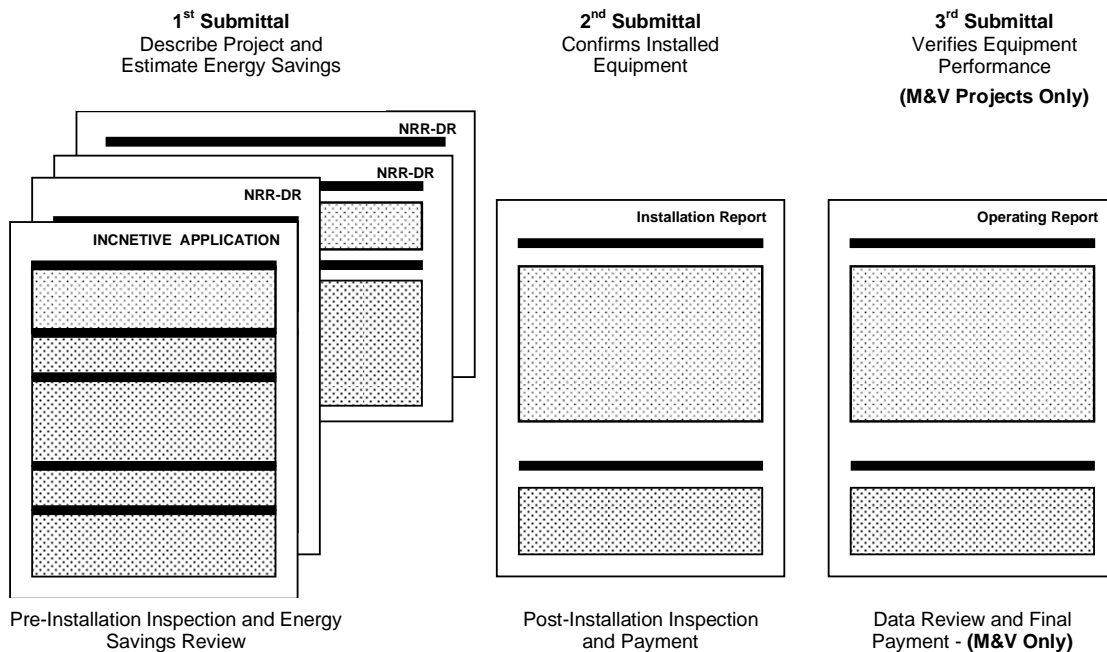 1st Submittal
Describe Project and
Estimate Energy Savings
2nd Submittal
Confirms Installed
Equipment
3rd Submittal
Verifies Equipment
Performance
(M&V Projects Only)
NRR-DR
NRR-DR
NRR-DR
INCNETIVE APPLICATION
Installation Report
Operating Report
Pre-Installation Inspection and Energy
Savings Review
Post-Installation Inspection
and Payment
Data Review and Final
Payment - (M&V Only)